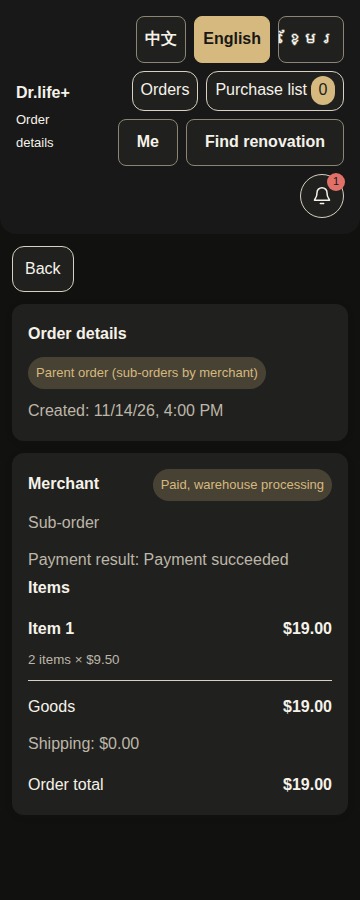 中文
English
ខ្មែរ
Dr.life+
Order details
Orders
Purchase list 0
Me
Find renovation
1
Back
Order details
Parent order (sub-orders by merchant)
Created: 11/14/26, 4:00 PM
Merchant
Paid, warehouse processing
Sub-order
Payment result: Payment succeeded
Items
Item 1 $19.00
2 items × $9.50
Goods $19.00
Shipping: $0.00
Order total $19.00